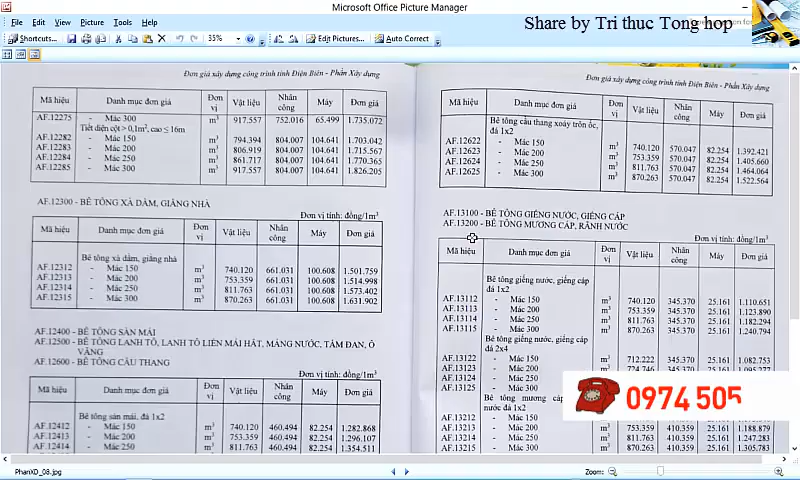 Microsoft Office Picture Manager
File Edit View Picture Tools Help
Share by Tri thuc Tong hop
Shortcuts... 33% Edit Pictures... Auto Correct
Đơn giá xây dựng công trình tỉnh Điện Biên - Phần Xây dựng
Mã hiệu Danh mục đơn giá Đơn vị Vật liệu Nhân công Máy Đơn giá
AF.12275 - Mác 300 m³ 917.557 752.016 65.499 1.735.072
Tiết diện cột > 0,1m², cao ≤ 16m
AF.12282 - Mác 150 m³ 794.394 804.007 104.641 1.703.042
AF.12283 - Mác 200 m³ 806.919 804.007 104.641 1.715.567
AF.12284 - Mác 250 m³ 861.717 804.007 104.641 1.770.365
AF.12285 - Mác 300 m³ 917.557 804.007 104.641 1.826.205
AF.12300 - BÊ TÔNG XÀ DẦM, GIẰNG NHÀ
Đơn vị tính: đồng/1m³
Mã hiệu Danh mục đơn giá Đơn vị Vật liệu Nhân công Máy Đơn giá
Bê tông xà dầm, giằng nhà
AF.12312 - Mác 150 m³ 740.120 661.031 100.608 1.501.759
AF.12313 - Mác 200 m³ 753.359 661.031 100.608 1.514.998
AF.12314 - Mác 250 m³ 811.763 661.031 100.608 1.573.402
AF.12315 - Mác 300 m³ 870.263 661.031 100.608 1.631.902
AF.12400 - BÊ TÔNG SÀN MÁI
AF.12500 - BÊ TÔNG LANH TÔ, LANH TÔ LIỀN MÁI HẮT, MÁNG NƯỚC, TẤM ĐAN, Ô
VĂNG
AF.12600 - BÊ TÔNG CẦU THANG
Đơn vị tính: đồng/1m³
Mã hiệu Danh mục đơn giá Đơn vị Vật liệu Nhân công Máy Đơn giá
Bê tông sàn mái, đá 1x2
AF.12412 - Mác 150 m³ 740.120 460.494 82.254 1.282.868
AF.12413 - Mác 200 m³ 753.359 460.494 82.254 1.296.107
AF.12414 - Mác 250 m³ 811.763 460.494 82.254 1.354.511
Đơn giá xây dựng công trình tỉnh Điện Biên - Phần Xây dựng
Mã hiệu Danh mục đơn giá Đơn vị Vật liệu Nhân công Máy Đơn giá
Bê tông cầu thang xoáy trôn ốc,
đá 1x2
AF.12622 - Mác 150 m³ 740.120 570.047 82.254 1.392.421
AF.12623 - Mác 200 m³ 753.359 570.047 82.254 1.405.660
AF.12624 - Mác 250 m³ 811.763 570.047 82.254 1.464.064
AF.12625 - Mác 300 m³ 870.263 570.047 82.254 1.522.564
AF.13100 - BÊ TÔNG GIẾNG NƯỚC, GIẾNG CÁP
AF.13200 - BÊ TÔNG MƯƠNG CÁP, RÃNH NƯỚC
Đơn vị tính: đồng/1m³
Mã hiệu Danh mục đơn giá Đơn vị Vật liệu Nhân công Máy Đơn giá
Bê tông giếng nước, giếng cáp
đá 1x2
AF.13112 - Mác 150 m³ 740.120 345.370 25.161 1.110.651
AF.13113 - Mác 200 m³ 753.359 345.370 25.161 1.123.890
AF.13114 - Mác 250 m³ 811.763 345.370 25.161 1.182.294
AF.13115 - Mác 300 m³ 870.263 345.370 25.161 1.240.794
Bê tông giếng nước, giếng cáp
đá 2x4
AF.13122 - Mác 150 m³ 712.222 345.370 25.161 1.082.753
AF.13123 - Mác 200 m³ 724.746 345.370 25.161 1.095.277
AF.13124 - Mác 250
AF.13125 - Mác 300
Bê tông mương cáp
nước đá 1x2
AF.13212 - Mác 150
AF.13213 - Mác 200 m³ 753.359 410.359 25.161 1.188.879
AF.13214 - Mác 250 m³ 811.763 410.359 25.161 1.247.283
AF.13215 - Mác 300 m³ 870.263 410.359 25.161 1.305.783
0974 505
PhanXD_08.jpg Zoom: